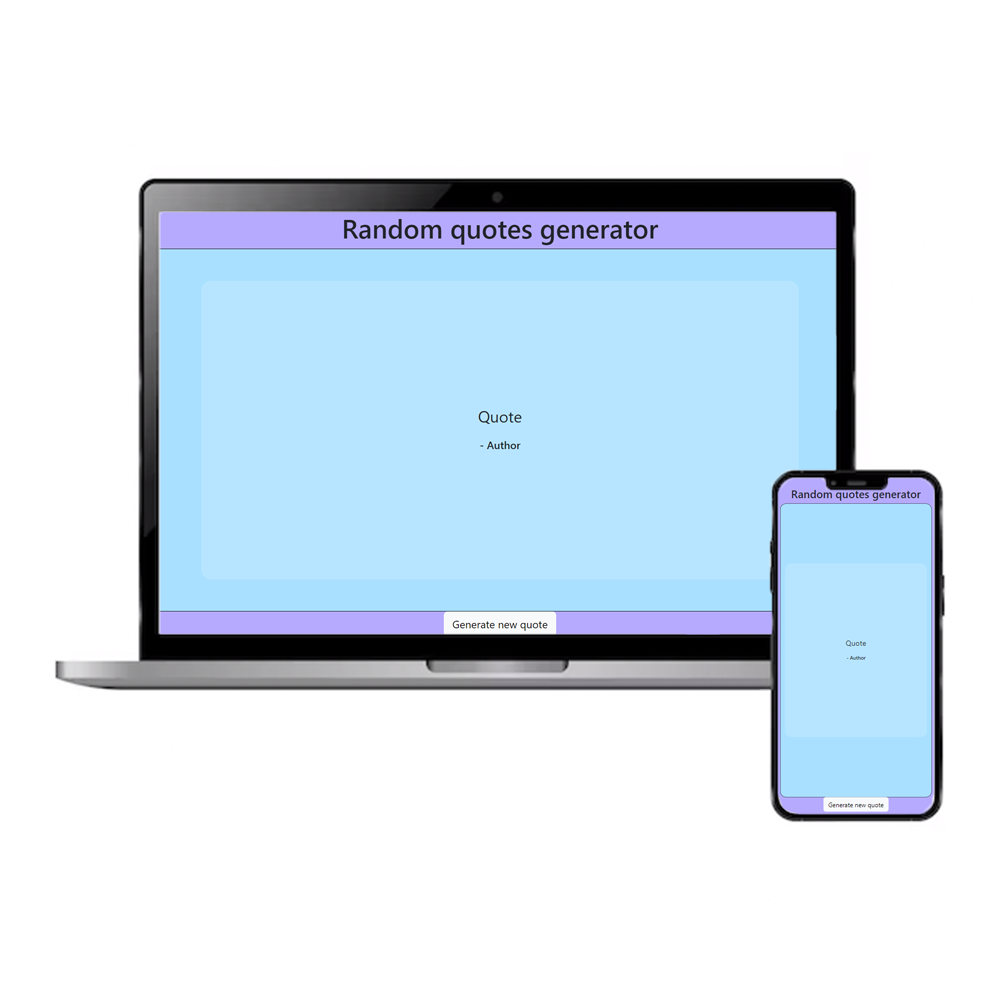 Random quotes generator
Quote
- Author
Generate new quote
Random quotes generator
Quote
- Author
Generate new quote